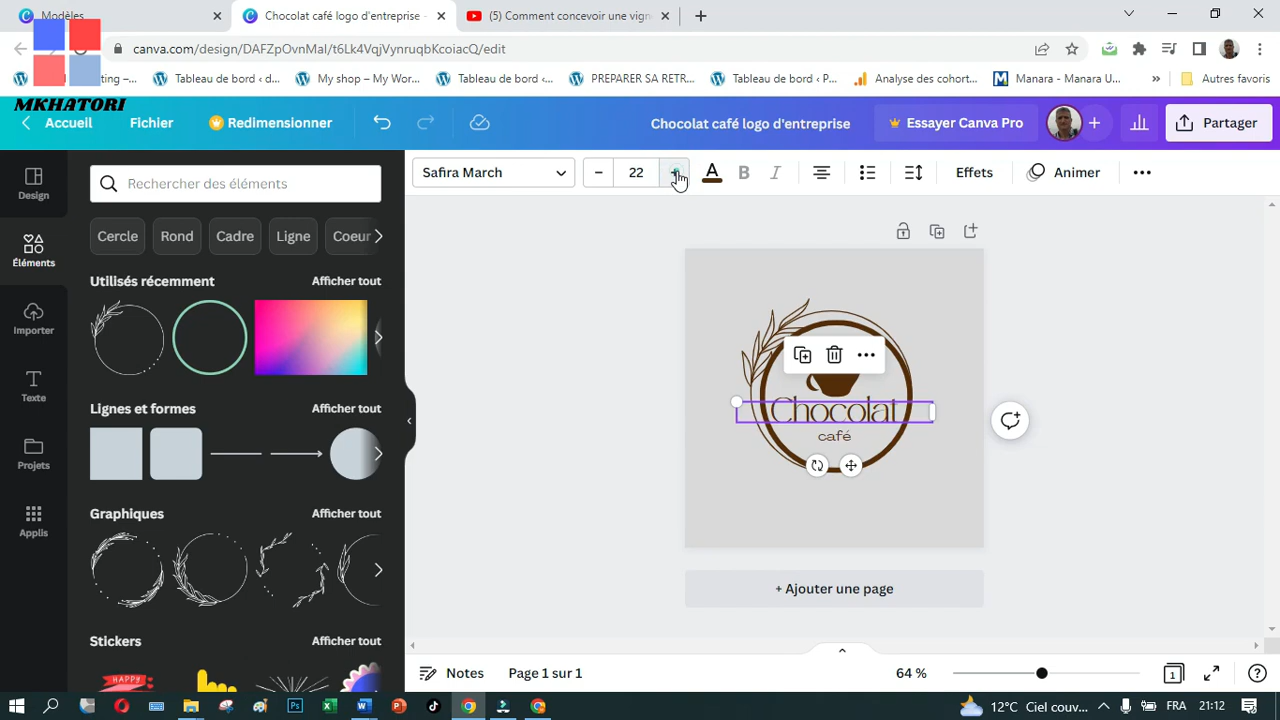 Modèles
Chocolat café logo d'entreprise -
(5) Comment concevoir une vign
canva.com/design/DAFZpOvnMaI/t6Lk4VqjVynruqbKcoiacQ/edit
ting –...
Tableau de bord ‹ d...
My shop – My Wor...
Tableau de bord ‹...
PREPARER SA RETR...
Tableau de bord ‹ P...
Analyse des cohort...
Manara - Manara U...
»
Autres favoris
MKHATORI
Accueil
Fichier
Redimensionner
Chocolat café logo d'entreprise
Essayer Canva Pro
Partager
Design
Éléments
Importer
Texte
Projets
Applis
Rechercher des éléments
Safira March
22
A
B
I
Effets
Animer
Cercle
Rond
Cadre
Ligne
Coeur
Utilisés récemment
Afficher tout
Lignes et formes
Afficher tout
Graphiques
Afficher tout
Stickers
Afficher tout
HAPPY
Chocolat
café
+ Ajouter une page
Notes
Page 1 sur 1
64 %
1
12°C Ciel couv...
FRA
21:12